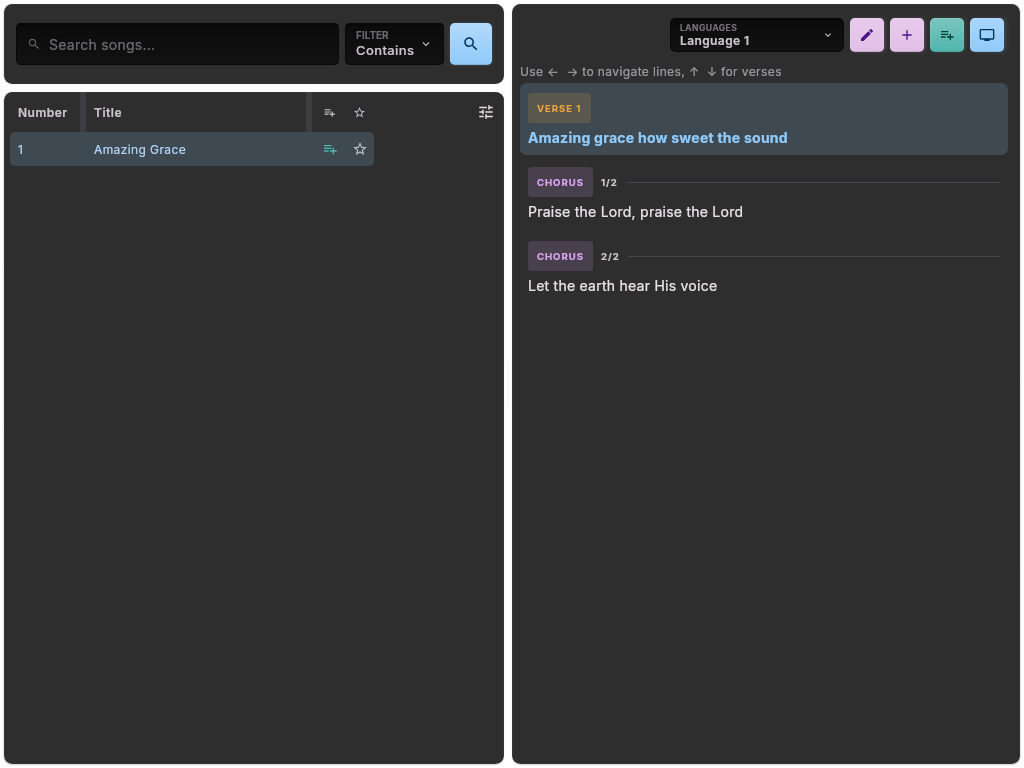 Search songs...
FILTER
Contains
Number Title
1 Amazing Grace
LANGUAGES
Language 1
Use ← → to navigate lines, ↑ ↓ for verses
VERSE 1
Amazing grace how sweet the sound
CHORUS 1/2
Praise the Lord, praise the Lord
CHORUS 2/2
Let the earth hear His voice